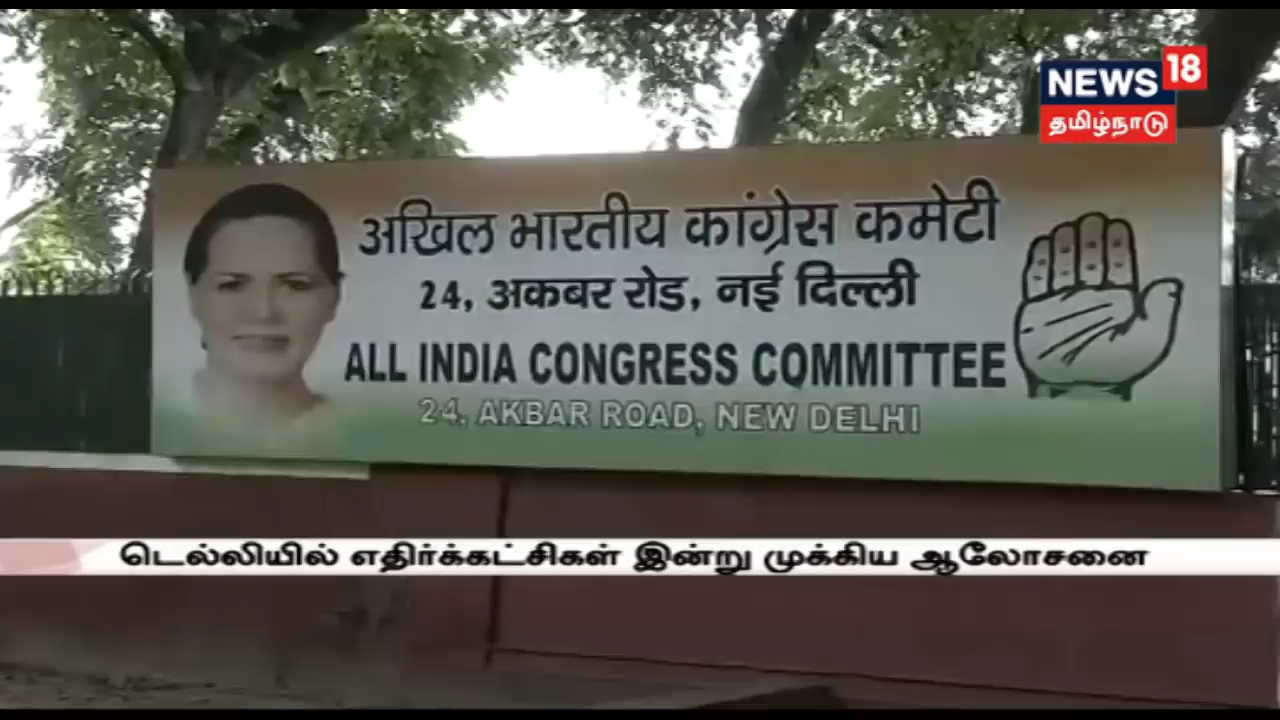 NEWS 18
தமிழ்நாடு
अखिल भारतीय कांग्रेस कमेटी
24, अकबर रोड, नई दिल्ली
ALL INDIA CONGRESS COMMITTEE
24, AKBAR ROAD, NEW DELHI
டெல்லியில் எதிர்க்கட்சிகள் இன்று முக்கிய ஆலோசனை